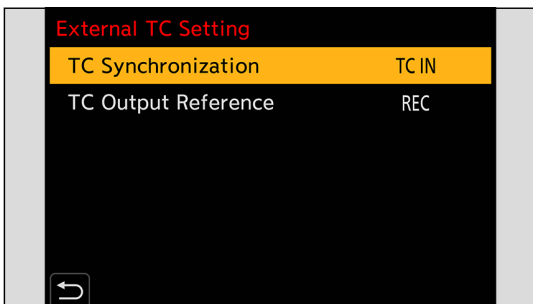 External TC Setting
TC Synchronization TC IN
TC Output Reference REC